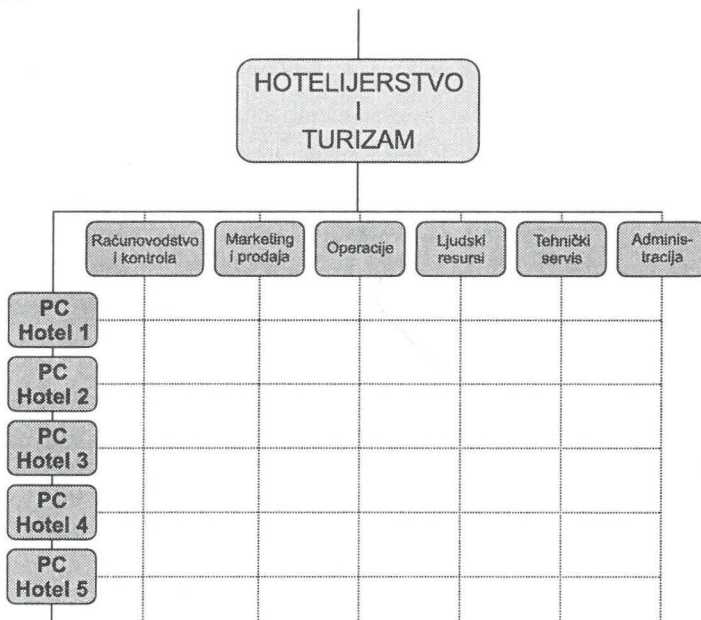 HOTELIJERSTVO
I
TURIZAM
Računovodstvo
i kontrola
Marketing
i prodaja
Operacije
Ljudski
resursi
Tehnički
servis
Adminis-
tracija
PC
Hotel 1
PC
Hotel 2
PC
Hotel 3
PC
Hotel 4
PC
Hotel 5